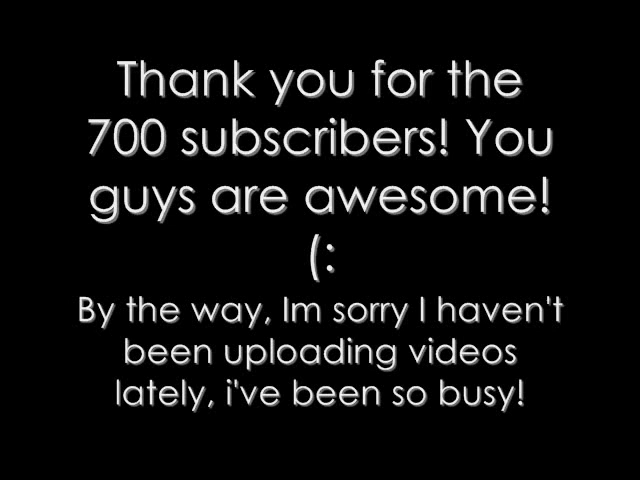 Thank you for the
700 subscribers! You
guys are awesome!
(:
By the way, Im sorry I haven't
been uploading videos
lately, i've been so busy!